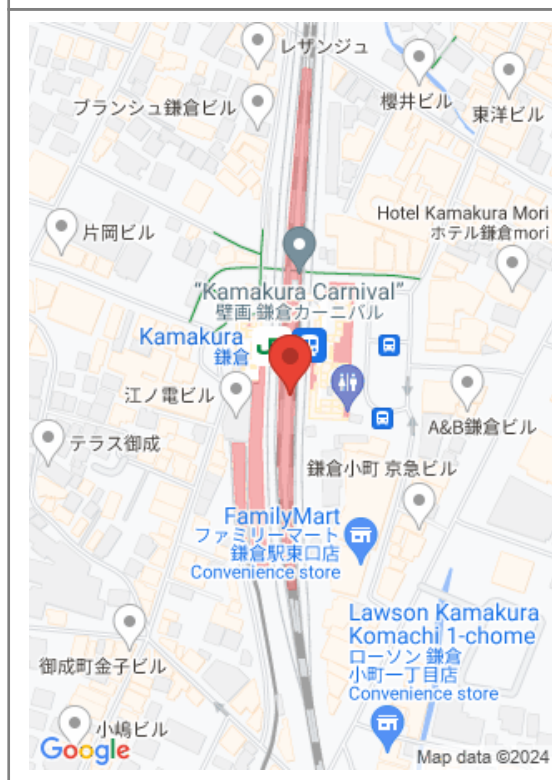 レザンジュ
ブランシュ鎌倉ビル
櫻井ビル
東洋ビル
片岡ビル
Hotel Kamakura Mori
ホテル鎌倉mori
“Kamakura Carnival”
壁画 鎌倉カーニバル
Kamakura
鎌倉
J
江ノ電ビル
A&B鎌倉ビル
テラス御成
鎌倉小町 京急ビル
FamilyMart
ファミリーマート
鎌倉駅東口店
Convenience store
Lawson Kamakura
Komachi 1-chome
ローソン 鎌倉
小町一丁目店
Convenience store
御成町金子ビル
小嶋ビル
Google
Map data ©2024